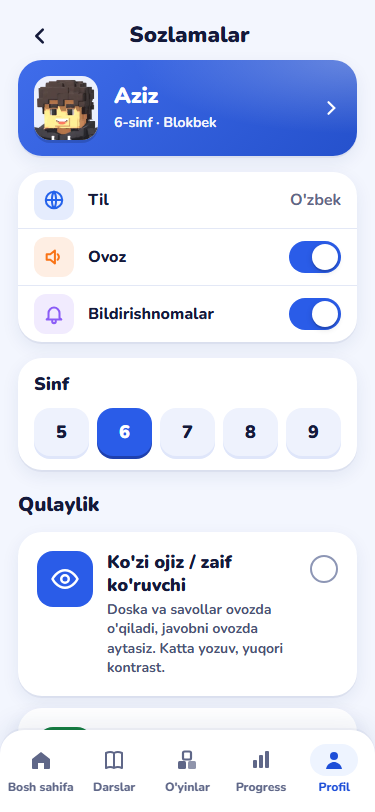 Sozlamalar
Aziz
6-sinf · Blokbek
Til
O'zbek
Ovoz
Bildirishnomalar
Sinf
5 6 7 8 9
Qulaylik
Ko'zi ojiz / zaif
ko'ruvchi
Doska va savollar ovozda
o'qiladi, javobni ovozda
aytasiz. Katta yozuv, yuqori
kontrast.
Bosh sahifa Darslar O'yinlar Progress Profil